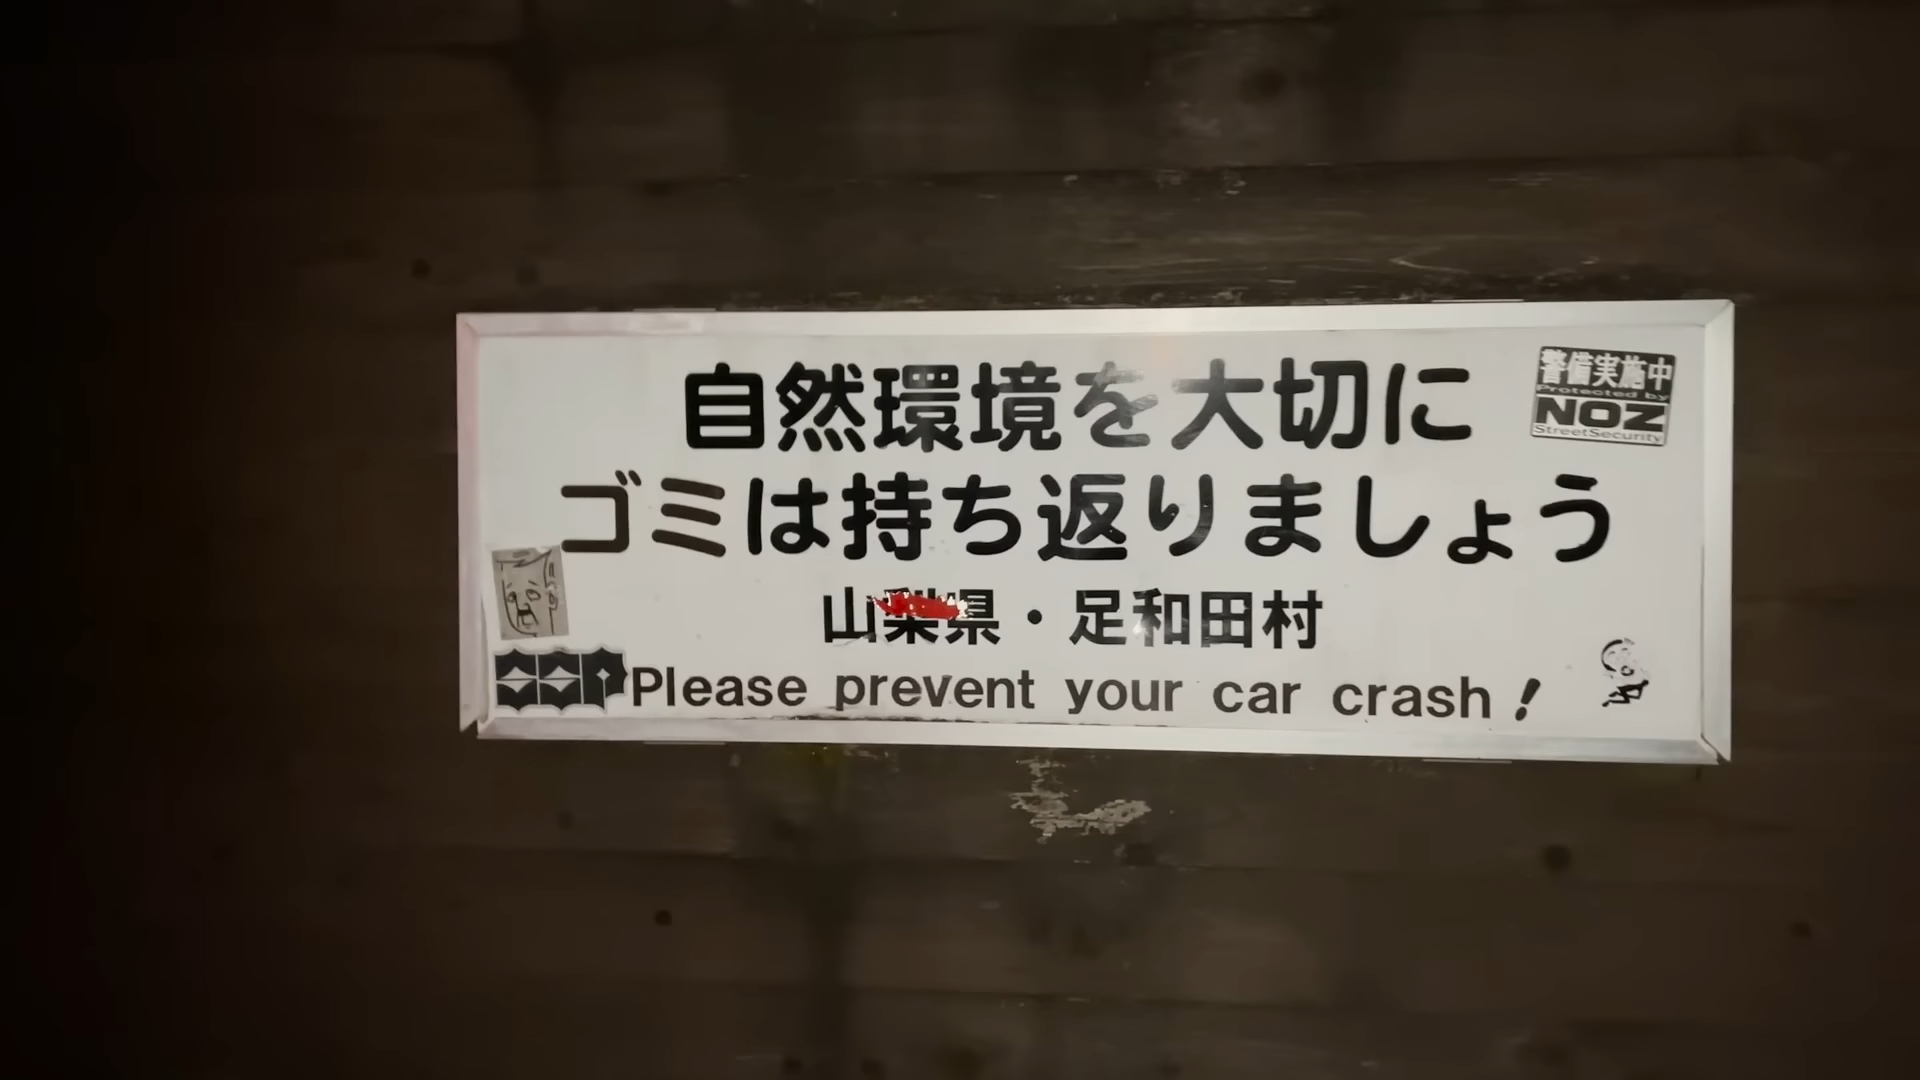 自然環境を大切に
ゴミは持ち返りましょう
山梨県・足和田村
Please prevent your car crash!
警備実施中
Protected by
NOZ
StreetSecurity